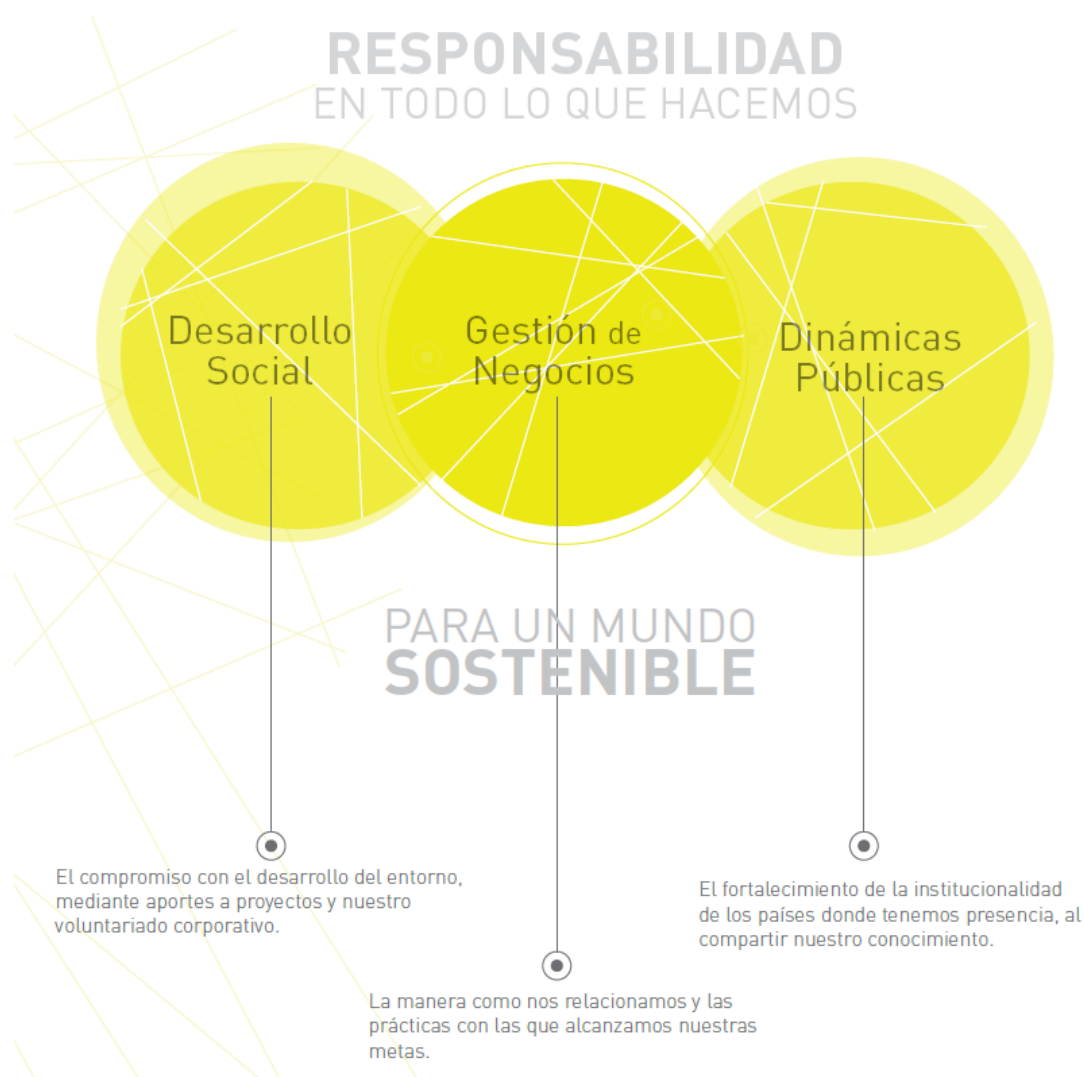 RESPONSABILIDAD
EN TODO LO QUE HACEMOS
Desarrollo
Social
Gestión de
Negocios
Dinámicas
Públicas
PARA UN MUNDO
SOSTENIBLE
El compromiso con el desarrollo del entorno,
mediante aportes a proyectos y nuestro
voluntariado corporativo.
La manera como nos relacionamos y las
prácticas con las que alcanzamos nuestras
metas.
El fortalecimiento de la institucionalidad
de los países donde tenemos presencia, al
compartir nuestro conocimiento.